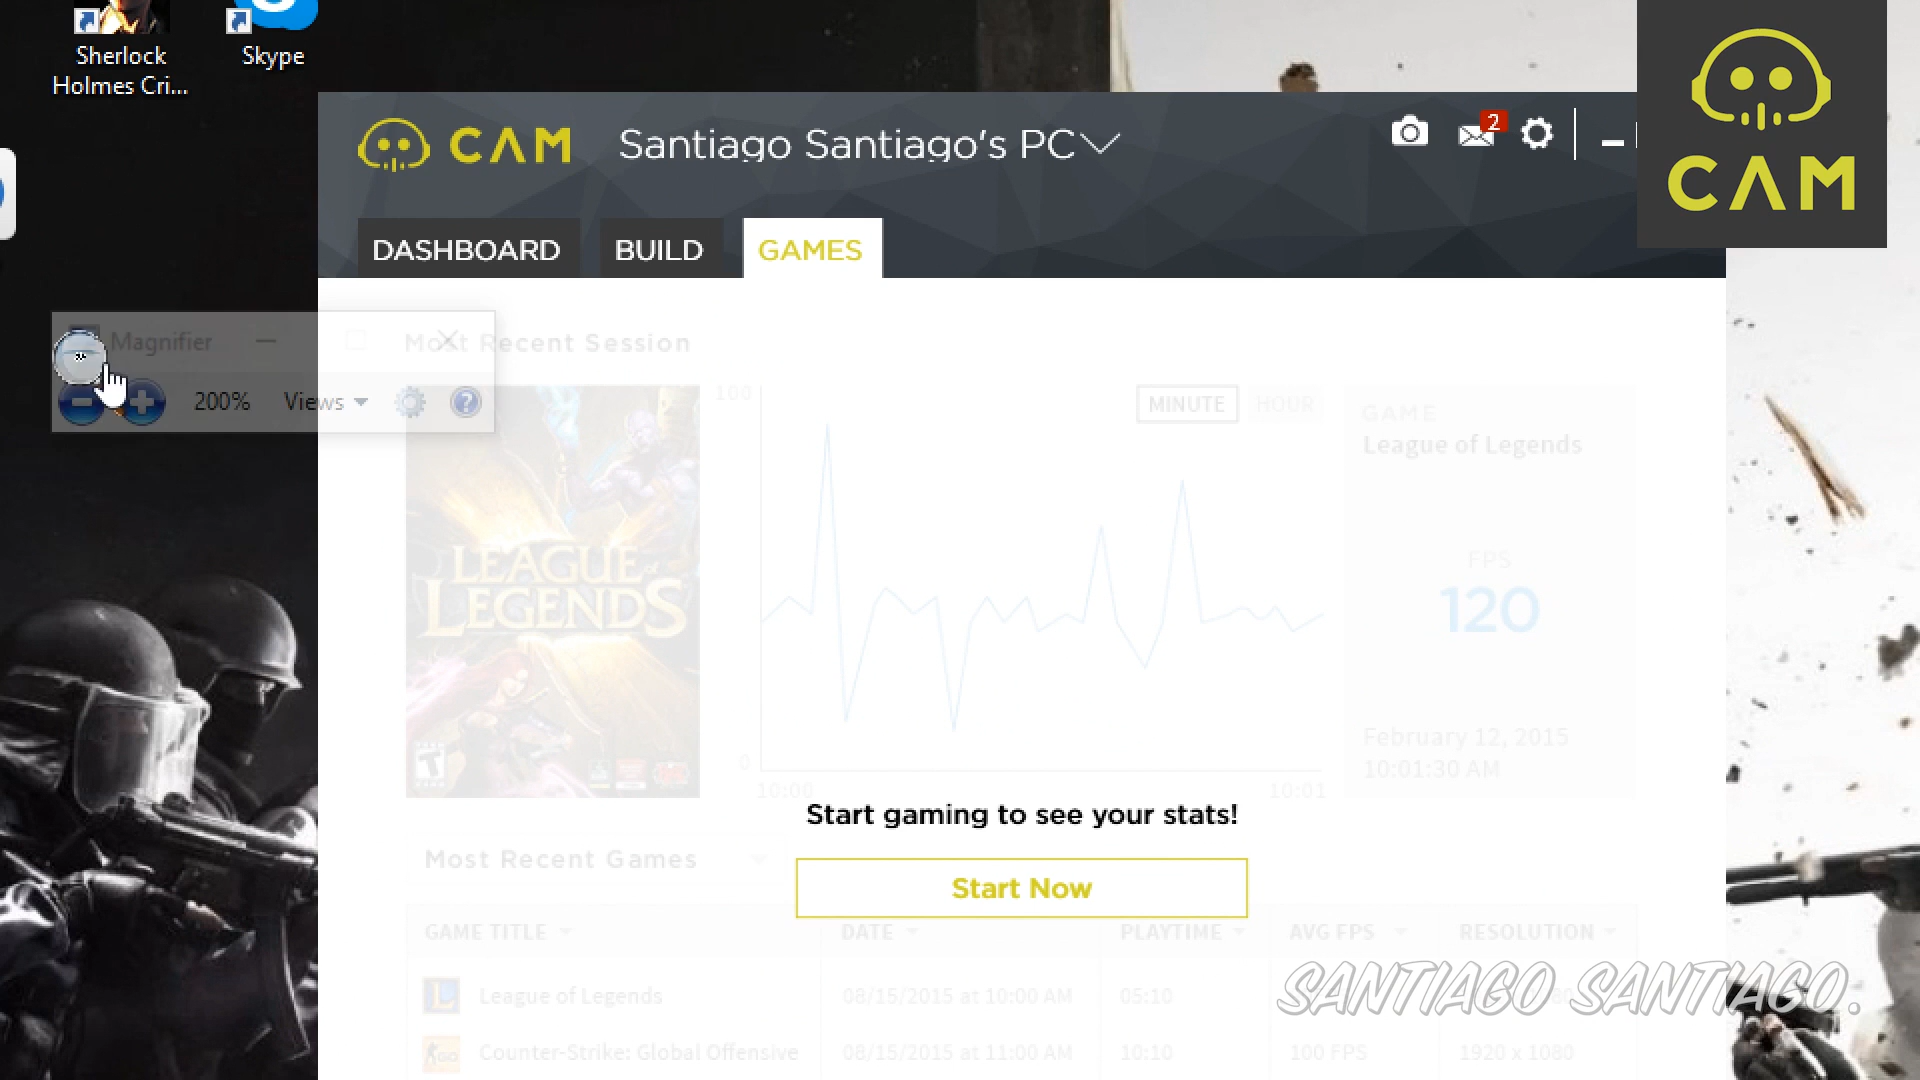 Sherlock
Holmes Cri...
Skype
CAM
Santiago Santiago's PC
2
CAM
DASHBOARD
BUILD
GAMES
Magnifier
200%
Views
Most Recent Session
LEAGUE of
LEGENDS
100
0
10:00
10:01
MINUTE
HOUR
GAME
League of Legends
FPS
120
February 12, 2015
10:01:30 AM
Start gaming to see your stats!
Start Now
Most Recent Games
GAME TITLE
DATE
PLAYTIME
AVG FPS
RESOLUTION
League of Legends
08/15/2015 at 10:00 AM
05:10
SANTIAGO SANTIAGO.
Counter-Strike: Global Offensive
08/15/2015 at 11:00 AM
10:10
100 FPS
1920 x 1080